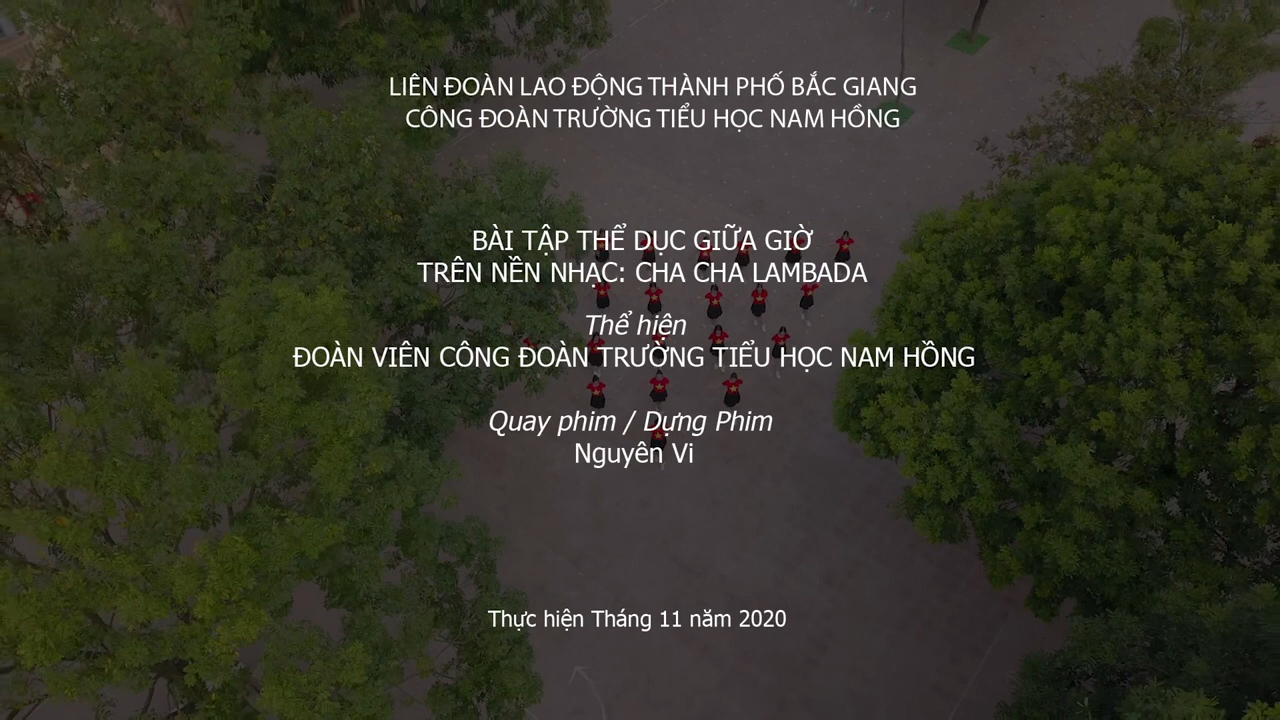 LIÊN ĐOÀN LAO ĐỘNG THÀNH PHỐ BẮC GIANG
CÔNG ĐOÀN TRƯỜNG TIỂU HỌC NAM HỒNG
BÀI TẬP THỂ DỤC GIỮA GIỜ
TRÊN NỀN NHẠC: CHA CHA LAMBADA
Thể hiện
ĐOÀN VIÊN CÔNG ĐOÀN TRƯỜNG TIỂU HỌC NAM HỒNG
Quay phim / Dựng Phim
Nguyên Vi
Thực hiện Tháng 11 năm 2020